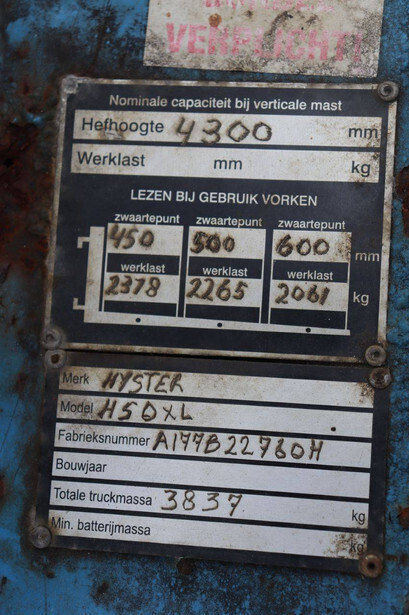 VERPLICHT!
Nominale capaciteit bij verticale mast
Hefhoogte 4300 mm
Werklast mm kg
LEZEN BIJ GEBRUIK VORKEN
zwaartepunt zwaartepunt zwaartepunt
450 500 600 mm
werklast werklast werklast
2378 2265 2061 kg
Merk HYSTER
Model H50XL
Fabrieksnummer A177B22760H
Bouwjaar
Totale truckmassa 3837 kg
Min. batterijmassa kg